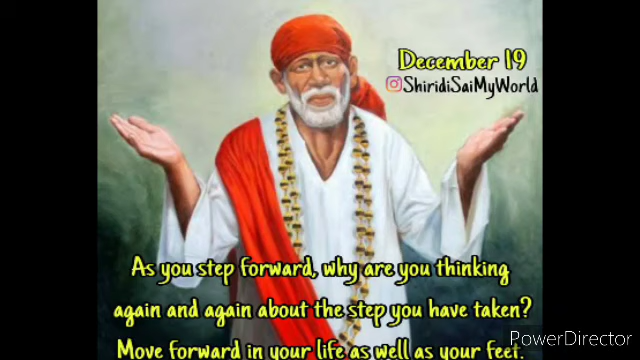 December 19
ShiridiSaiMyWorld
As you step forward, why are you thinking
again and again about the step you have taken?
Move forward in your life as well as your feet.
PowerDirector